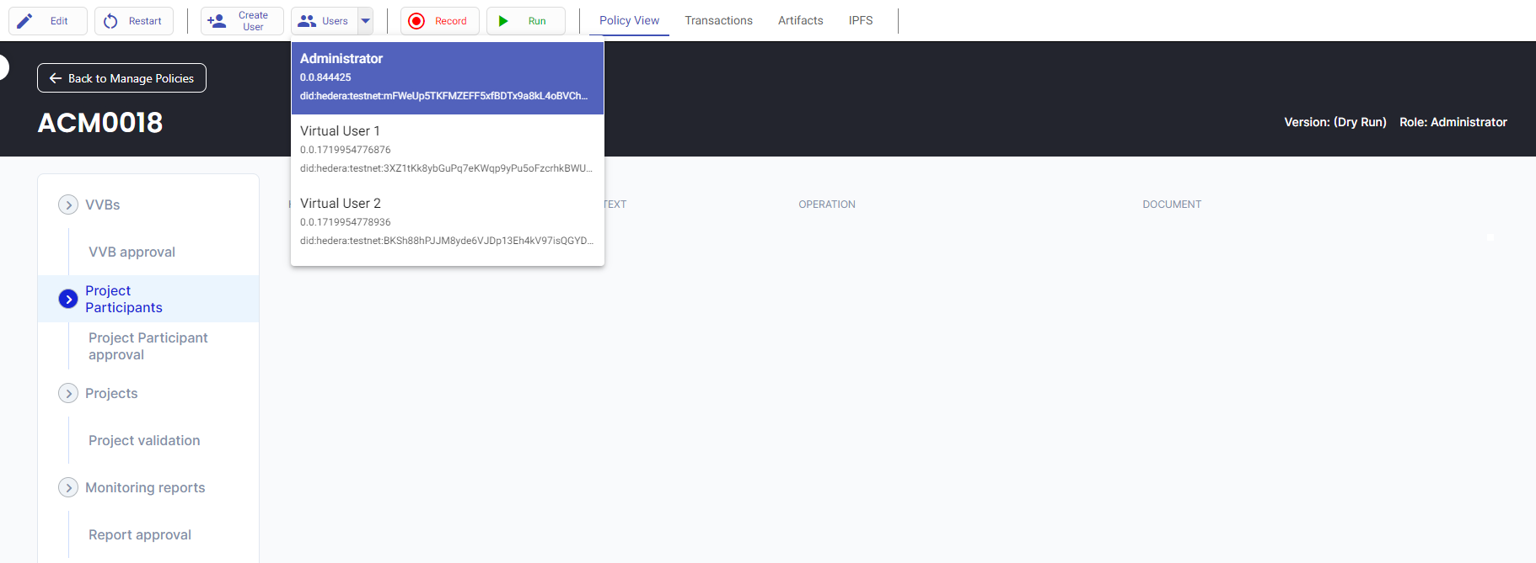 Edit
Restart
Create
User
Users
Record
Run
Policy View
Transactions
Artifacts
IPFS
Administrator
0.0.844425
did:hedera:testnet:mFWeUp5TKFMZEFF5xfBDTx9a8kL4oBVCh...
Virtual User 1
0.0.1719954776876
did:hedera:testnet:3XZ1tKk8ybGuPq7eKWqp9yPu5oFzcrhkBWU...
Virtual User 2
0.0.1719954778936
did:hedera:testnet:BKSh88hPJJM8yde6VJDp13Eh4kV97isQGYD...
Back to Manage Policies
ACM0018
Version: (Dry Run) Role: Administrator
VVBs
VVB approval
Project
Participants
Project Participant
approval
Projects
Project validation
Monitoring reports
Report approval
OPERATION
DOCUMENT